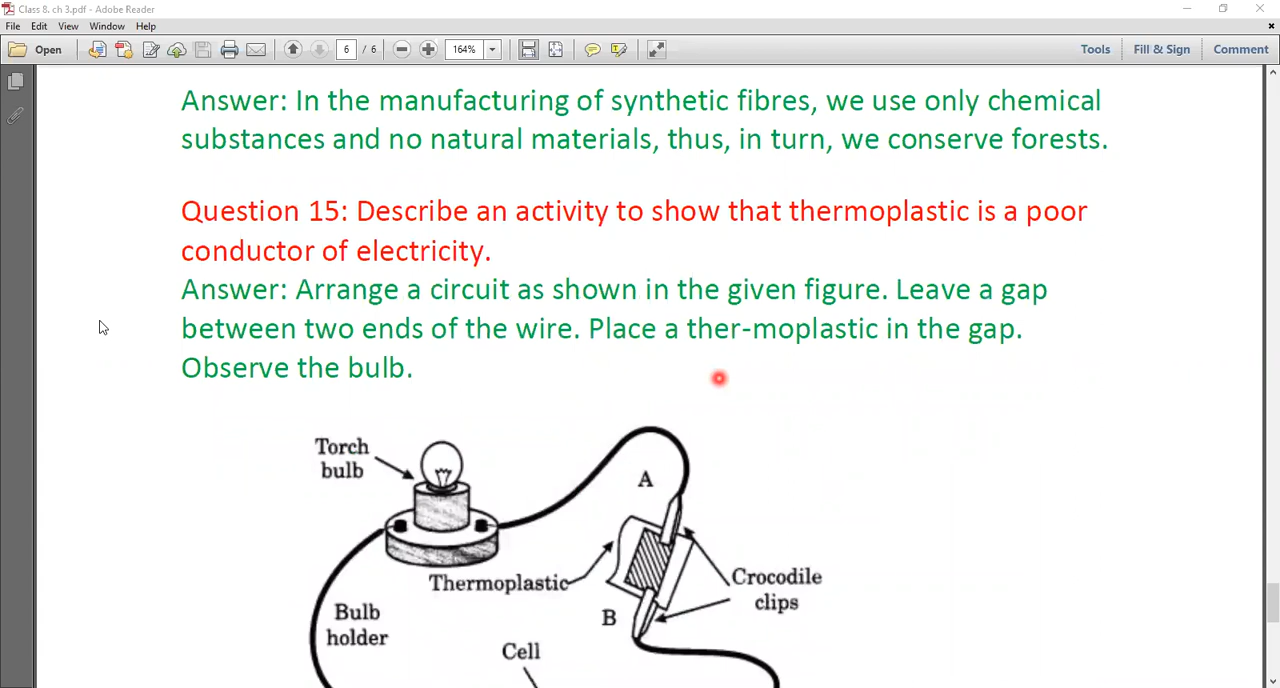 Class 8. ch 3.pdf - Adobe Reader
File Edit View Window Help
Open 6 / 6 164% Tools Fill & Sign Comment
Answer: In the manufacturing of synthetic fibres, we use only chemical
substances and no natural materials, thus, in turn, we conserve forests.
Question 15: Describe an activity to show that thermoplastic is a poor
conductor of electricity.
Answer: Arrange a circuit as shown in the given figure. Leave a gap
between two ends of the wire. Place a ther-moplastic in the gap.
Observe the bulb.
Torch
bulb
A
Thermoplastic
Crocodile
clips
B
Bulb
holder
Cell